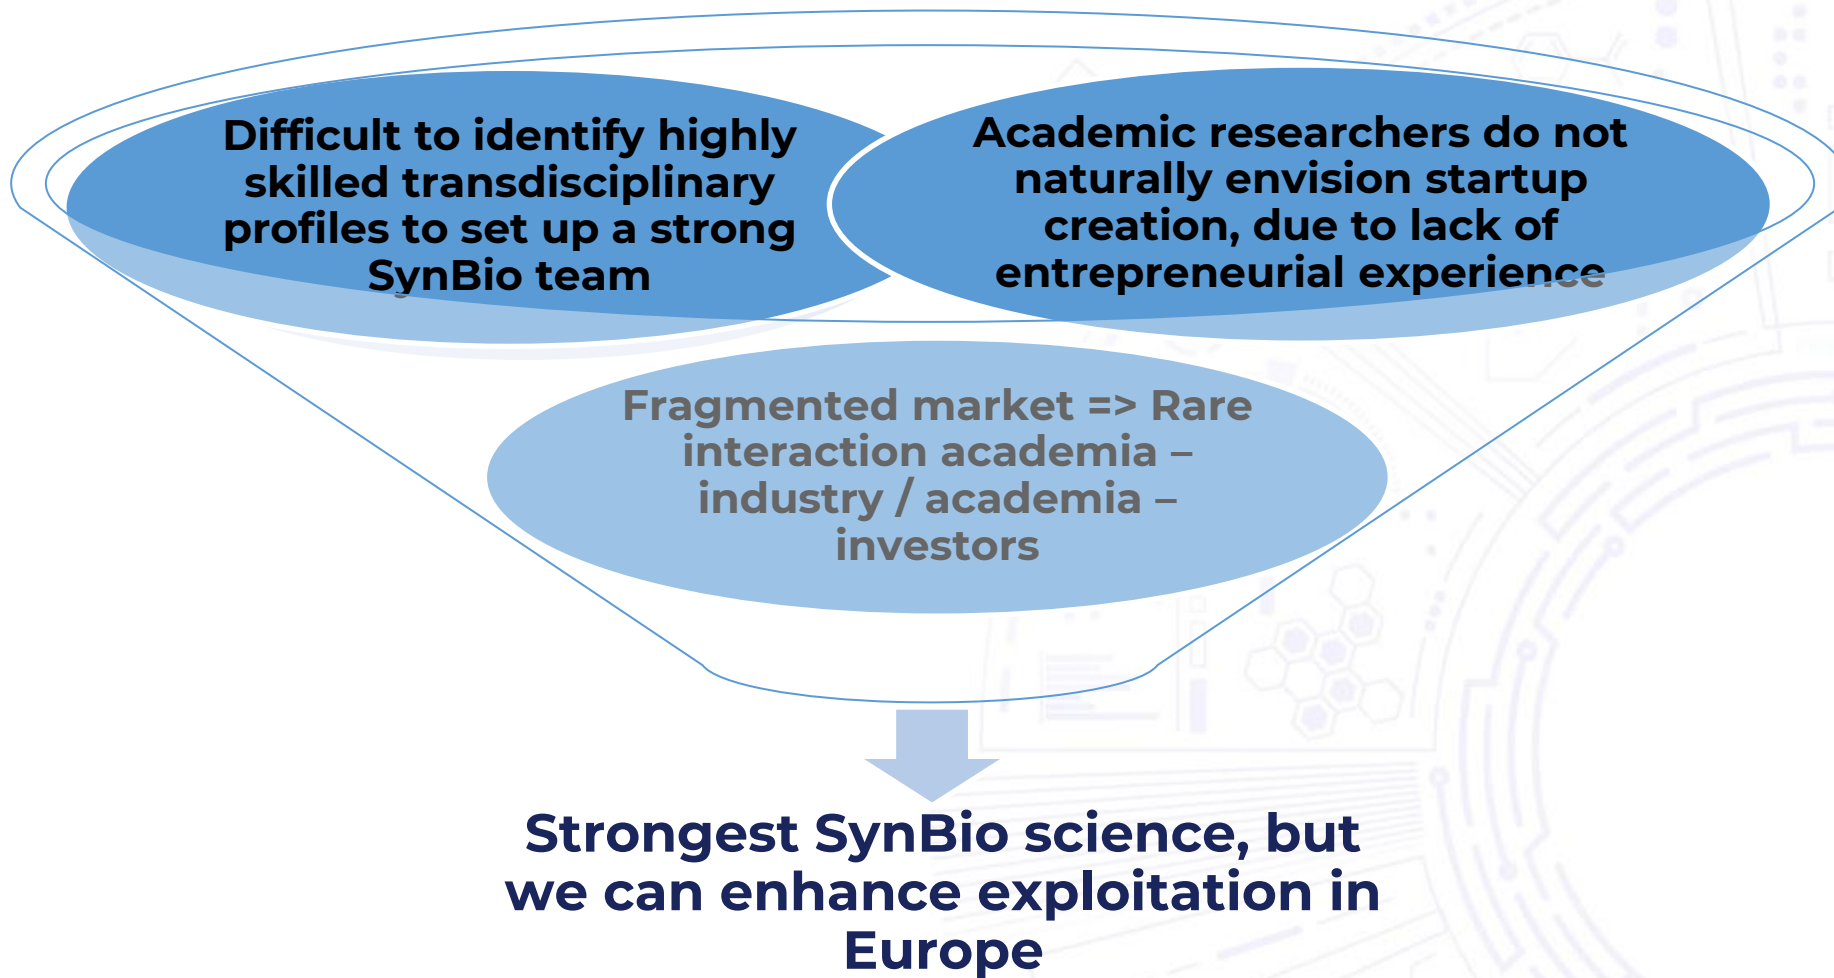 Difficult to identify highly
skilled transdisciplinary
profiles to set up a strong
SynBio team
Academic researchers do not
naturally envision startup
creation, due to lack of
entrepreneurial experience
Fragmented market => Rare
interaction academia –
industry / academia –
investors
Strongest SynBio science, but
we can enhance exploitation in
Europe